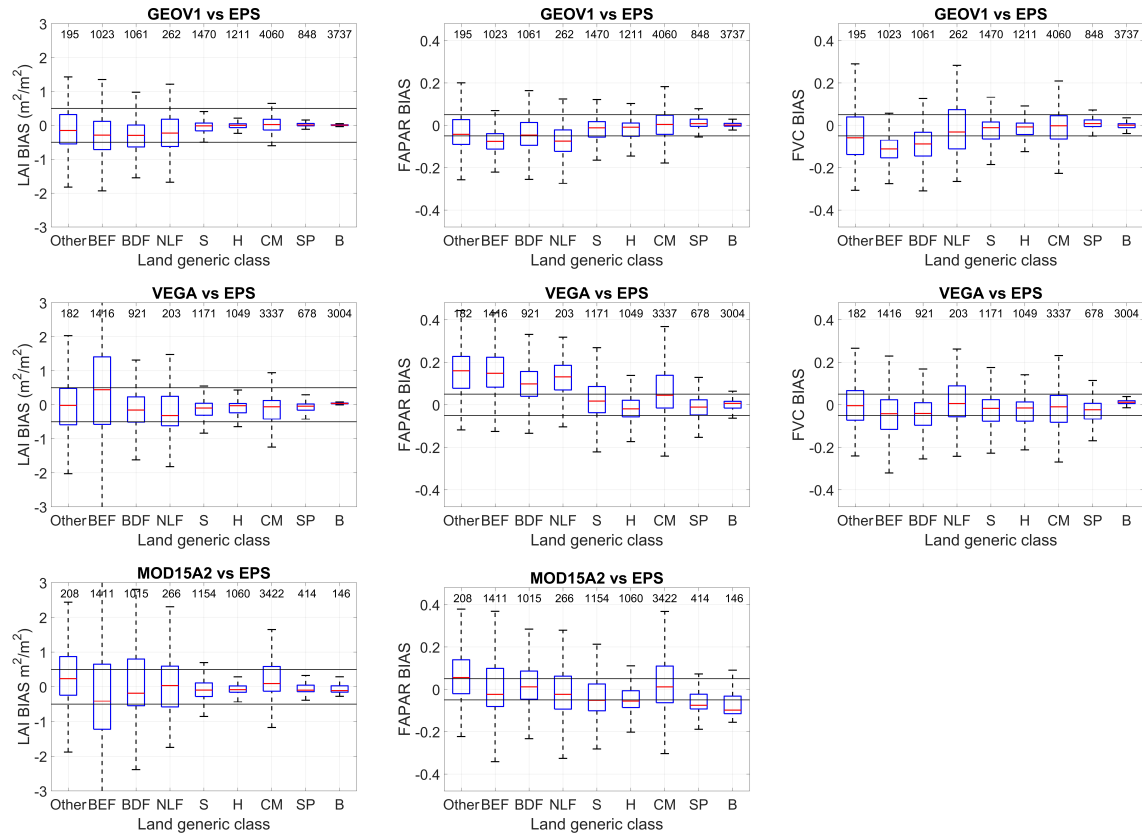 GEOV1 vs EPS
195 1023 1061 262 1470 1211 4060 848 3737
3
2
1
0
-1
-2
-3
LAI BIAS (m²/m²)
Other BEF BDF NLF S H CM SP B
Land generic class
GEOV1 vs EPS
195 1023 1061 262 1470 1211 4060 848 3737
0.4
0.2
0
-0.2
-0.4
FAPAR BIAS
Other BEF BDF NLF S H CM SP B
Land generic class
GEOV1 vs EPS
195 1023 1061 262 1470 1211 4060 848 3737
0.4
0.2
0
-0.2
-0.4
FVC BIAS
Other BEF BDF NLF S H CM SP B
Land generic class
VEGA vs EPS
182 1416 921 203 1171 1049 3337 678 3004
3
2
1
0
-1
-2
-3
LAI BIAS (m²/m²)
Other BEF BDF NLF S H CM SP B
Land generic class
VEGA vs EPS
182 1416 921 203 1171 1049 3337 678 3004
0.4
0.2
0
-0.2
-0.4
FAPAR BIAS
Other BEF BDF NLF S H CM SP B
Land generic class
VEGA vs EPS
182 1416 921 203 1171 1049 3337 678 3004
0.4
0.2
0
-0.2
-0.4
FVC BIAS
Other BEF BDF NLF S H CM SP B
Land generic class
MOD15A2 vs EPS
208 1411 1015 266 1154 1060 3422 414 146
3
2
1
0
-1
-2
-3
LAI BIAS m²/m²)
Other BEF BDF NLF S H CM SP B
Land generic class
MOD15A2 vs EPS
208 1411 1015 266 1154 1060 3422 414 146
0.4
0.2
0
-0.2
-0.4
FAPAR BIAS
Other BEF BDF NLF S H CM SP B
Land generic class